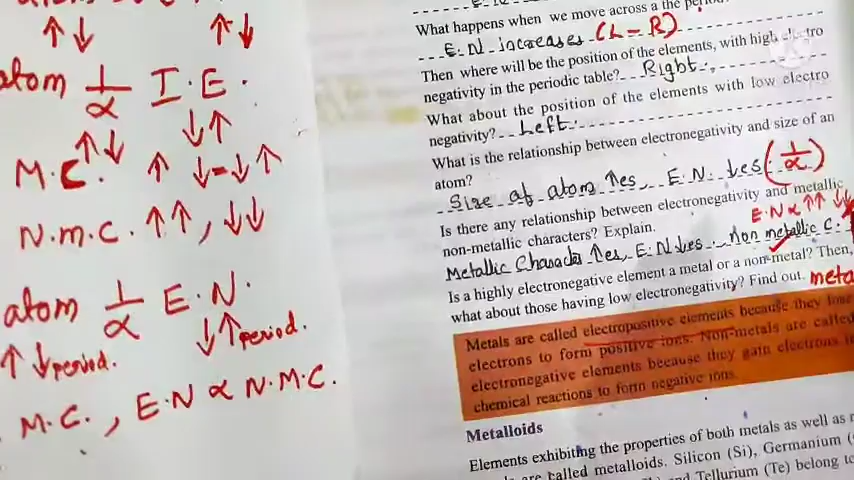 ↑↓ ↑↓
atom 1/α I.E.
↓↑
M.C. ↑↓ ↑ ↓-↓ ↑
N.m.C. ↑↑, ↓↓
atom 1/α E.N.
↓↑ period.
↑ ↓ period.
M.C., E.N α N.M.C.
What happens when we move across a the
E.N increases (L-R)
Then where will be the position of the elements, with high
negativity in the periodic table? Right.
What about the position of the elements with low electro
negativity? Left.
What is the relationship between electronegativity and size of an
atom?
Size of atom ↑es, E.N. ↓es (1/α)
Is there any relationship between electronegativity and metallic
non-metallic characters? Explain. E.N α ↑↑ ↓↓
Metallic Character ↑es, E.N ↓es. Non metallic C.
Is a highly electronegative element a metal or a non-metal? Then,
what about those having low electronegativity? Find out. meta
Metals are called electropositive elements because they lose
electrons to form positive ions. Non-metals are called
electronegative elements because they gain electrons
chemical reactions to form negative ions.
Metalloids
Elements exhibiting the properties of both metals as well as
are called metalloids. Silicon (Si), Germanium
Tellurium (Te) belong